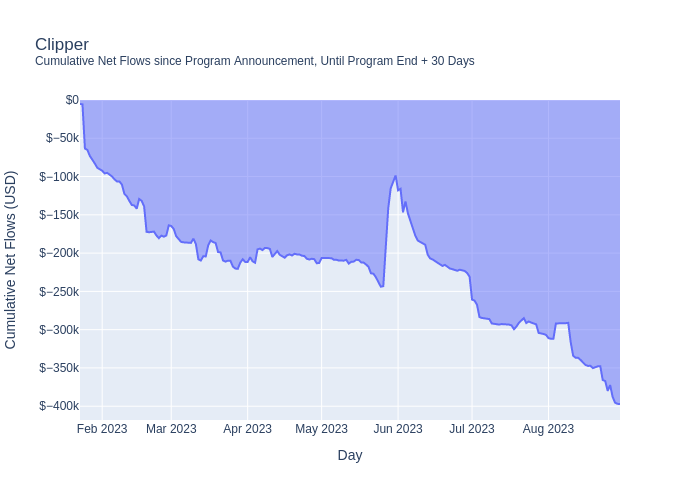 Clipper
Cumulative Net Flows since Program Announcement, Until Program End + 30 Days
$0
$−50k
$−100k
$−150k
$−200k
$−250k
$−300k
$−350k
$−400k
Cumulative Net Flows (USD)
Feb 2023 Mar 2023 Apr 2023 May 2023 Jun 2023 Jul 2023 Aug 2023
Day